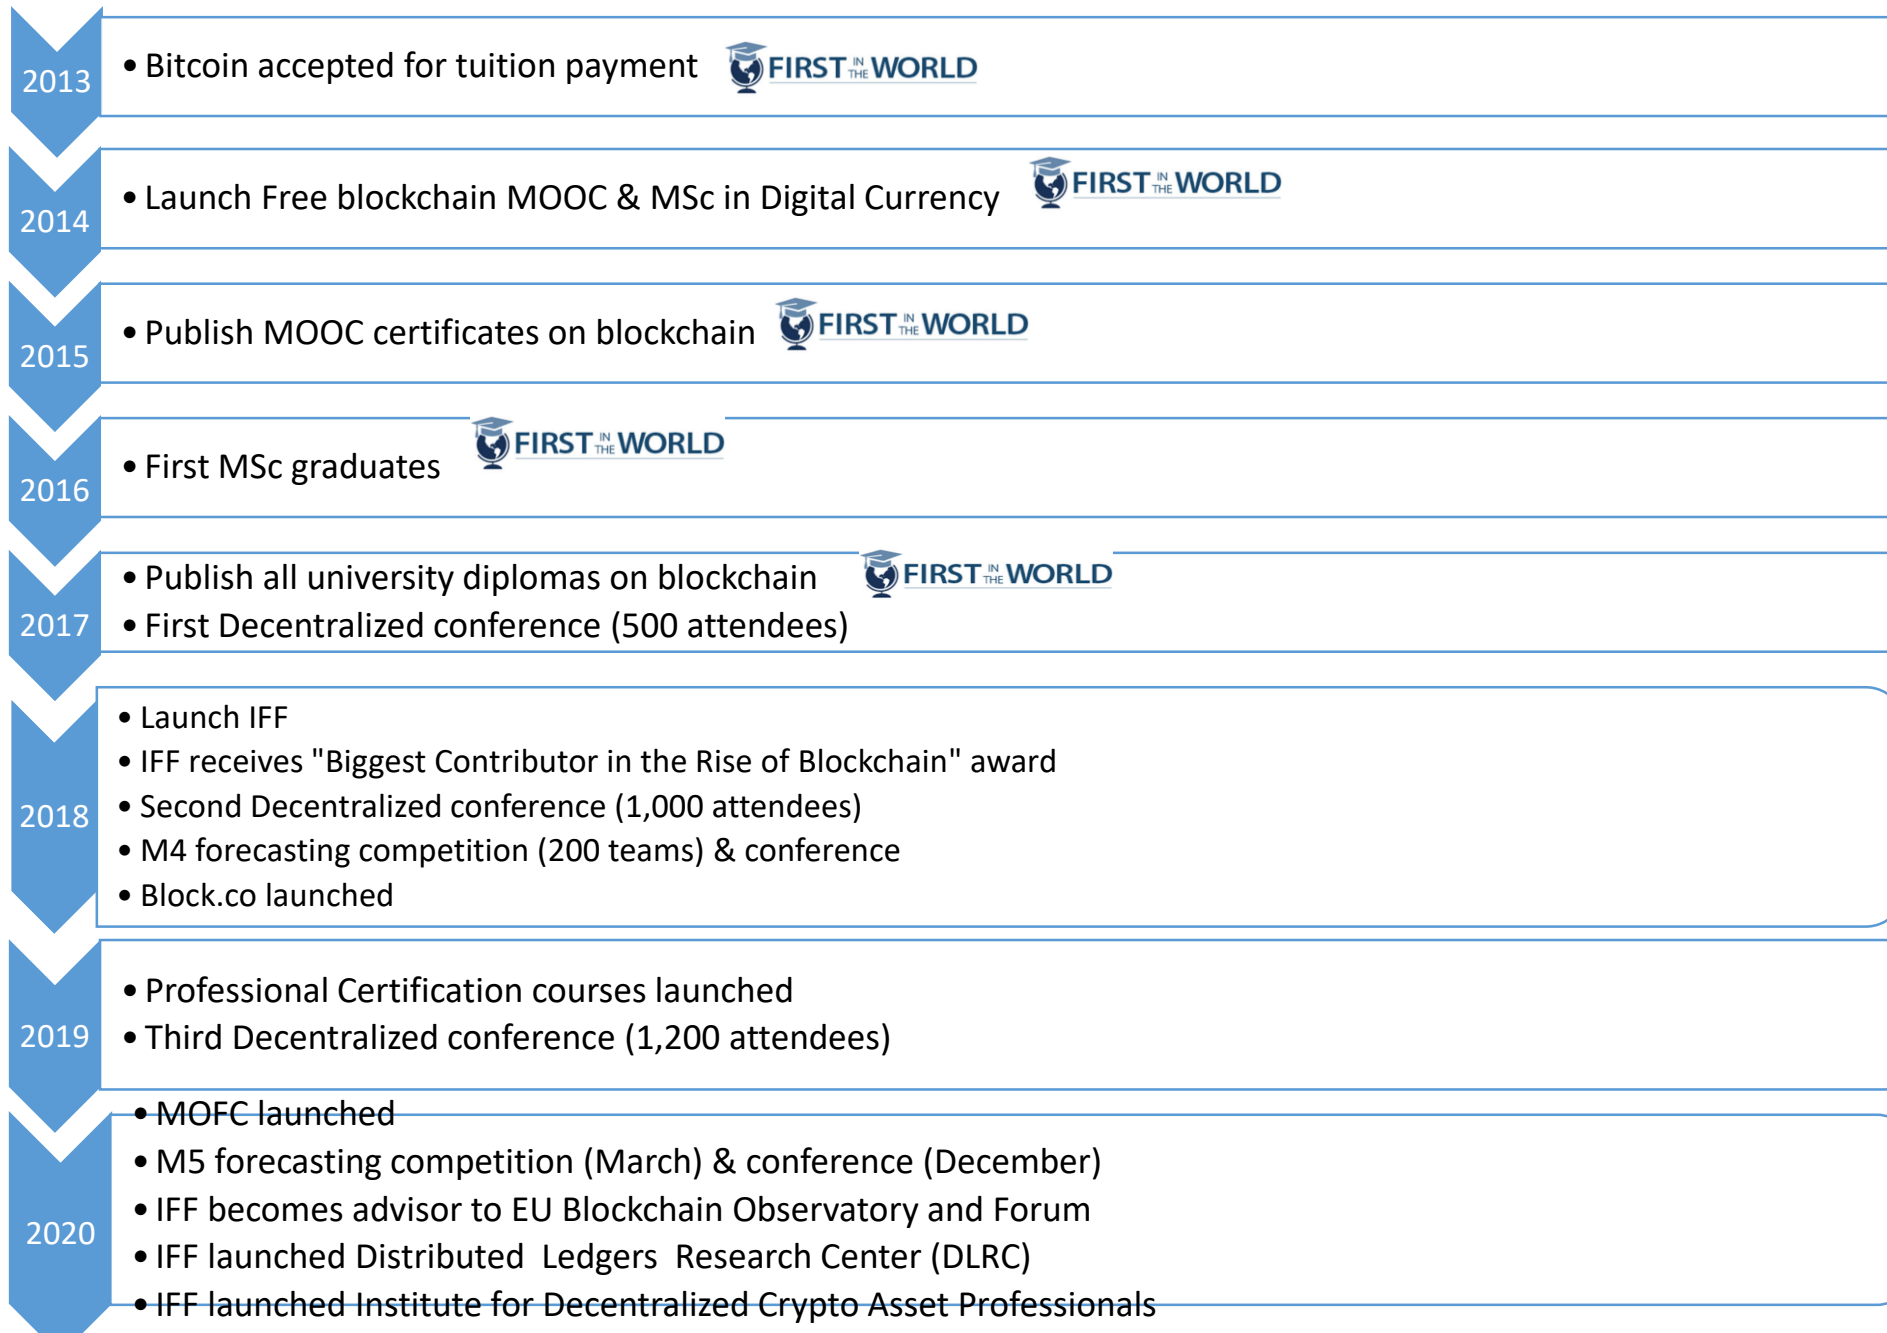 2013
• Bitcoin accepted for tuition payment FIRST IN THE WORLD
2014
• Launch Free blockchain MOOC & MSc in Digital Currency FIRST IN THE WORLD
2015
• Publish MOOC certificates on blockchain FIRST IN THE WORLD
2016
• First MSc graduates FIRST IN THE WORLD
2017
• Publish all university diplomas on blockchain FIRST IN THE WORLD
• First Decentralized conference (500 attendees)
2018
• Launch IFF
• IFF receives "Biggest Contributor in the Rise of Blockchain" award
• Second Decentralized conference (1,000 attendees)
• M4 forecasting competition (200 teams) & conference
• Block.co launched
2019
• Professional Certification courses launched
• Third Decentralized conference (1,200 attendees)
2020
• MOFC launched
• M5 forecasting competition (March) & conference (December)
• IFF becomes advisor to EU Blockchain Observatory and Forum
• IFF launched Distributed Ledgers Research Center (DLRC)
• IFF launched Institute for Decentralized Crypto Asset Professionals